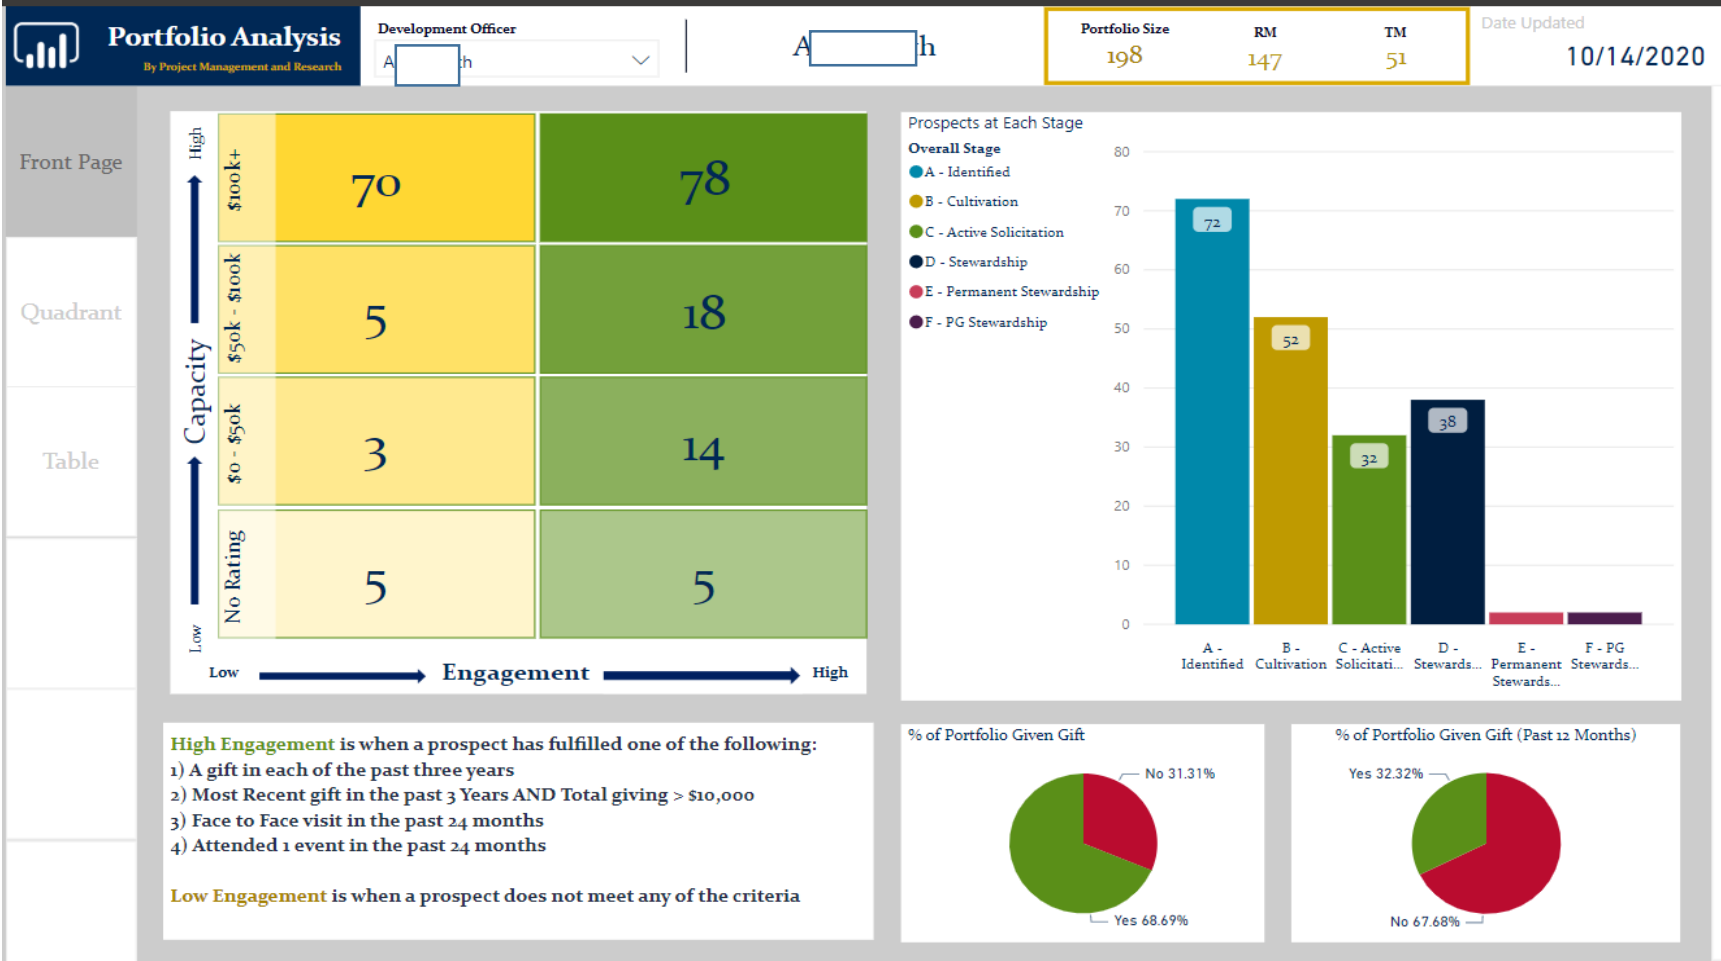 Portfolio Analysis
By Project Management and Research
Development Officer
A th
A h
Portfolio Size
198
RM
147
TM
51
Date Updated
10/14/2020
Front Page
Quadrant
Table
High
Capacity
Low
$100k+
70
78
$50k - $100k
5
18
$0 - $50k
3
14
No Rating
5
5
Low
Engagement
High
Prospects at Each Stage
Overall Stage
A - Identified
B - Cultivation
C - Active Solicitation
D - Stewardship
E - Permanent Stewardship
F - PG Stewardship
80
70
60
50
40
30
20
10
0
72
52
32
38
A -
Identified
B -
Cultivation
C - Active
Solicitati...
D -
Stewards...
E -
Permanent
Stewards...
F - PG
Stewards...
High Engagement is when a prospect has fulfilled one of the following:
1) A gift in each of the past three years
2) Most Recent gift in the past 3 Years AND Total giving > $10,000
3) Face to Face visit in the past 24 months
4) Attended 1 event in the past 24 months
Low Engagement is when a prospect does not meet any of the criteria
% of Portfolio Given Gift
No 31.31%
Yes 68.69%
% of Portfolio Given Gift (Past 12 Months)
Yes 32.32%
No 67.68%